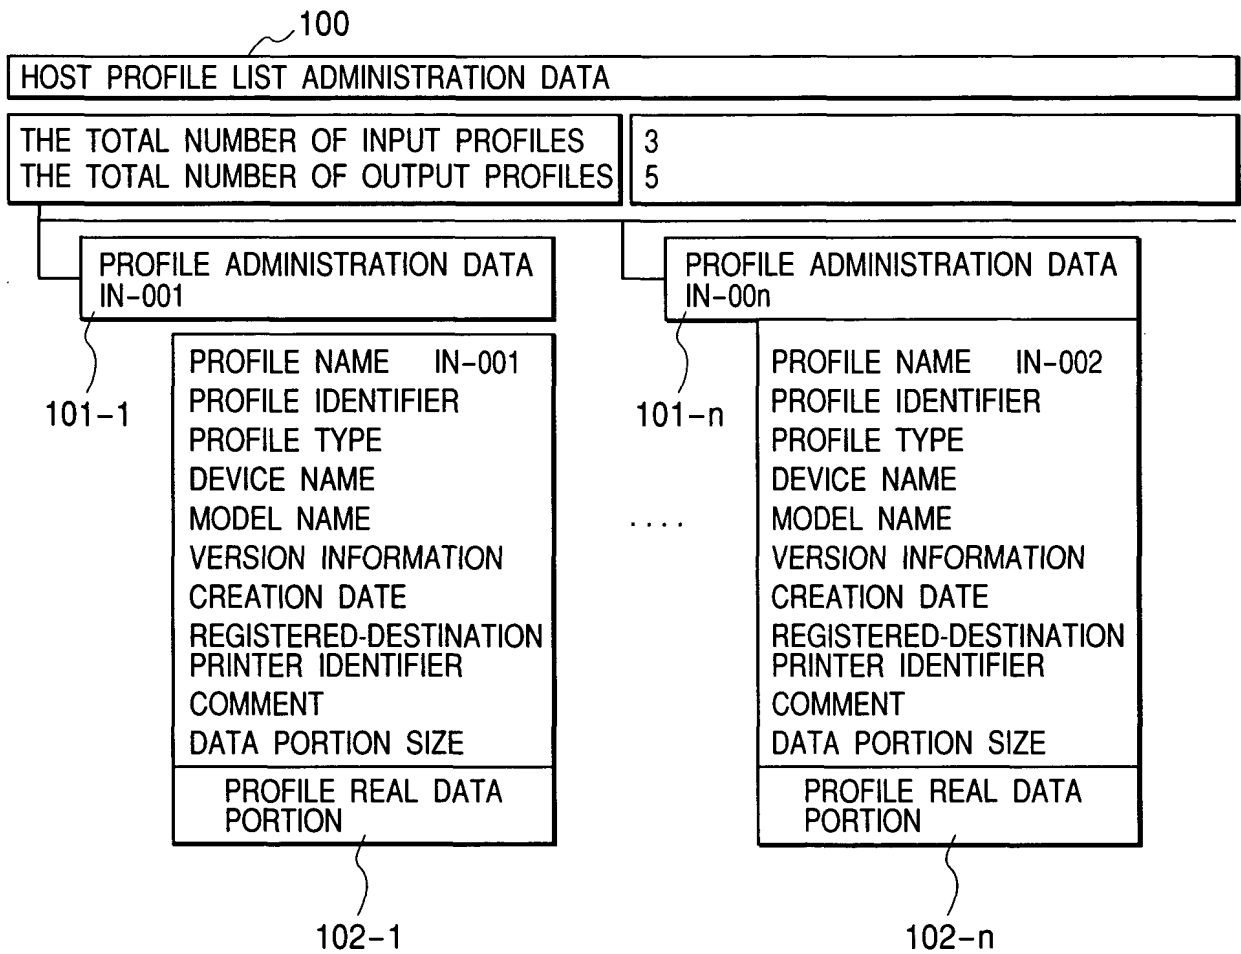 100
HOST PROFILE LIST ADMINISTRATION DATA
THE TOTAL NUMBER OF INPUT PROFILES 3
THE TOTAL NUMBER OF OUTPUT PROFILES 5
PROFILE ADMINISTRATION DATA
IN-001
101-1
PROFILE NAME IN-001
PROFILE IDENTIFIER
PROFILE TYPE
DEVICE NAME
MODEL NAME
VERSION INFORMATION
CREATION DATE
REGISTERED-DESTINATION
PRINTER IDENTIFIER
COMMENT
DATA PORTION SIZE
PROFILE REAL DATA
PORTION
102-1
....
PROFILE ADMINISTRATION DATA
IN-00n
101-n
PROFILE NAME IN-002
PROFILE IDENTIFIER
PROFILE TYPE
DEVICE NAME
MODEL NAME
VERSION INFORMATION
CREATION DATE
REGISTERED-DESTINATION
PRINTER IDENTIFIER
COMMENT
DATA PORTION SIZE
PROFILE REAL DATA
PORTION
102-n